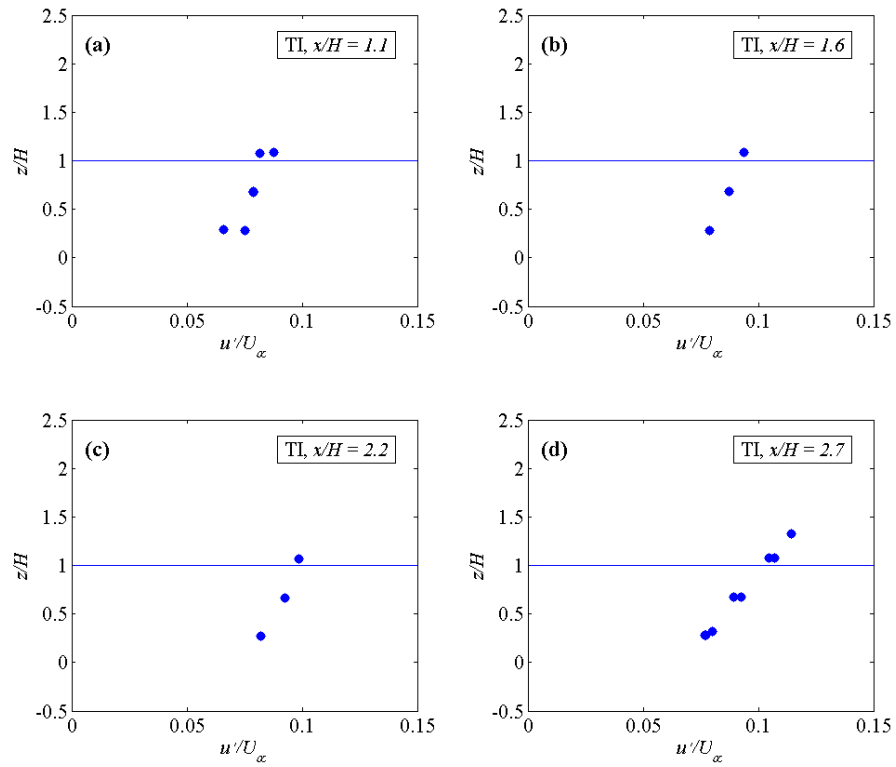 2.5
(a)
TI, x/H = 1.1
2
1.5
z/H
1
0.5
0
-0.5
0
0.05
0.1
0.15
u'/U∝
2.5
(b)
TI, x/H = 1.6
2
1.5
z/H
1
0.5
0
-0.5
0
0.05
0.1
0.15
u'/U∝
2.5
(c)
TI, x/H = 2.2
2
1.5
z/H
1
0.5
0
-0.5
0
0.05
0.1
0.15
u'/U∝
2.5
(d)
TI, x/H = 2.7
2
1.5
z/H
1
0.5
0
-0.5
0
0.05
0.1
0.15
u'/U∝